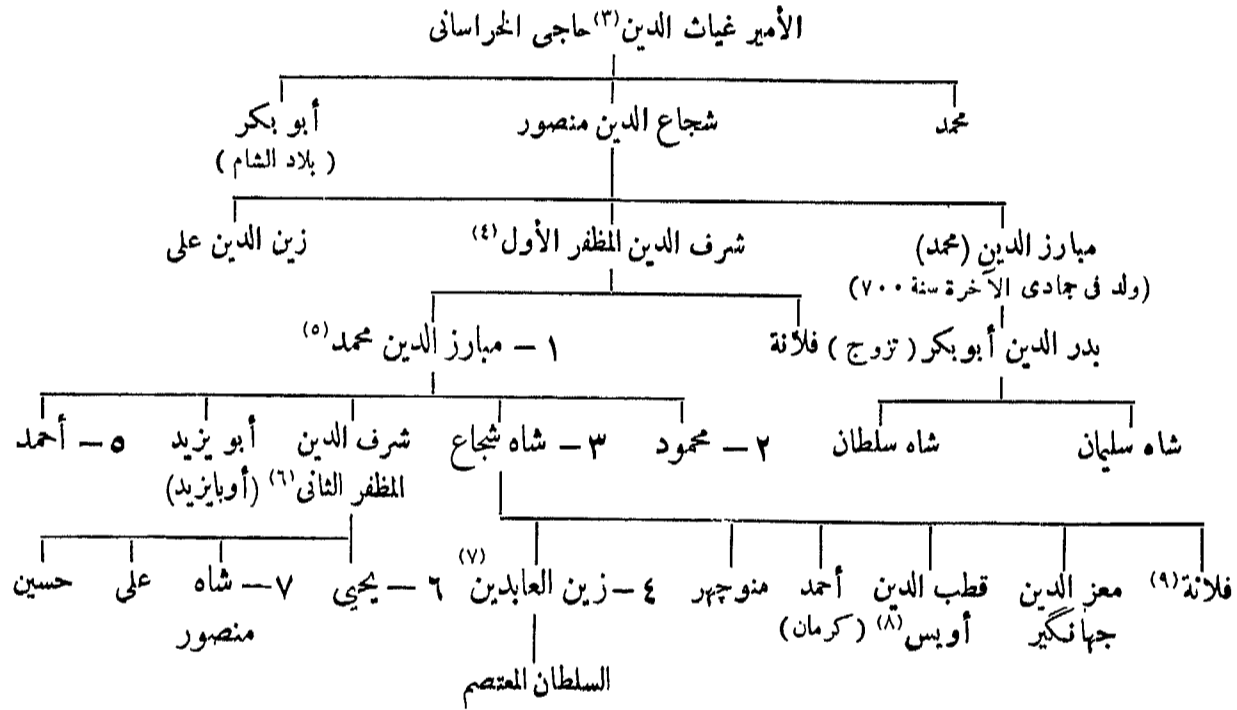 الأمير غياث الدين (٣) حاجى الخراسانى
محمد شجاع الدين منصور أبو بكر
( بلاد الشام )
مبارز الدين (محمد) شرف الدين المظفر الأول (٤) زين الدين على
(ولد فى جمادى الآخرة سنة ٧٠٠)
بدر الدين أبو بكر ( تزوج ) فلانة ١ – مبارز الدين محمد (٥)
شاه سليمان شاه سلطان ٢ – محمود ٣ – شاه شجاع شرف الدين أبو يزيد ٥ – أحمد
المظفر الثانى (٦) (أوبايزيد)
فلانة (٩) معز الدين قطب الدين أحمد منوچهر ٤ – زين العابدين (٧) ٦ – يحيى ٧ – شاه على حسين
جهانگير أويس (٨) (كرمان) منصور
السلطان المعتصم